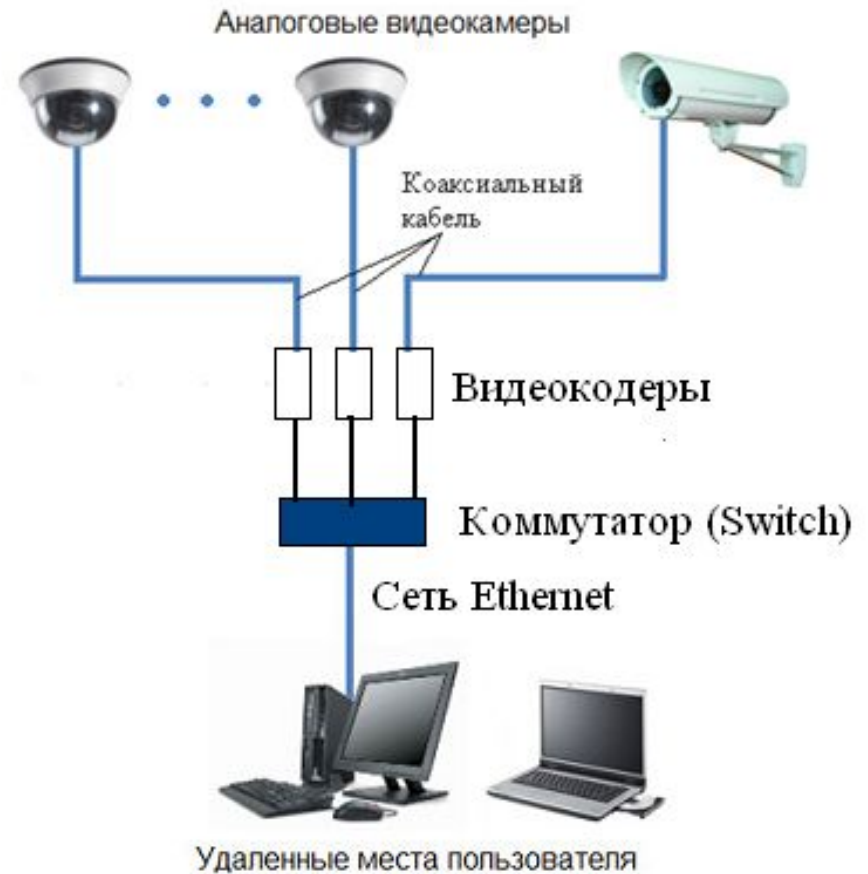 Аналоговые видеокамеры
Коаксиальный
кабель
Видеокодеры
Коммутатор (Switch)
Сеть Ethernet
Удаленные места пользователя